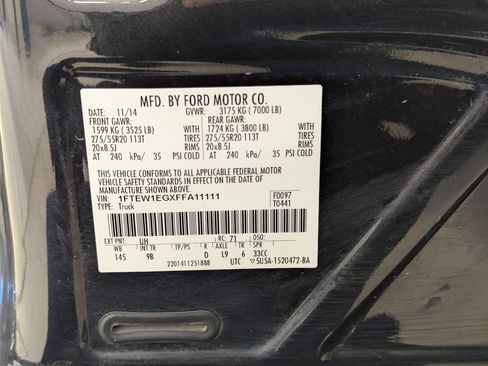 MFD. BY FORD MOTOR CO.
DATE: 11/14 GVWR: 3175 KG ( 7000 LB)
FRONT GAWR: REAR GAWR:
1599 KG ( 3525 LB) WITH 1724 KG ( 3800 LB) WITH
275/55R20 113T TIRES 275/55R20 113T TIRES
20x8.5J RIMS 20x8.5J RIMS
AT 240 kPa/ 35 PSI COLD AT 240 kPa/ 35 PSI COLD
THIS VEHICLE CONFORMS TO ALL APPLICABLE FEDERAL MOTOR
VEHICLE SAFETY STANDARDS IN EFFECT ON THE DATE OF
MANUFACTURE SHOWN ABOVE.
VIN: 1FTEW1EGXFFA11111 F0097
TYPE: Truck T0441
EXT PNT: UH RC: 71 DSO:
WB BRK INT TR TP/PS R AXLE TR SPR
145 9B D L9 6 33CC
2201411251888 UTC 5U5A-1520472-BA